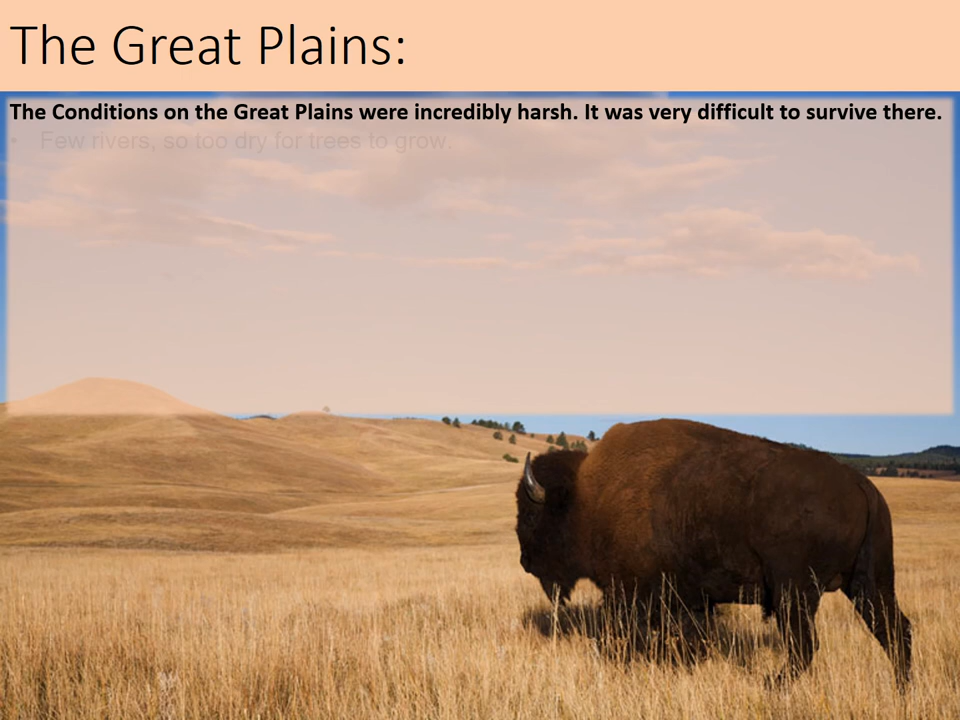 The Great Plains:
The Conditions on the Great Plains were incredibly harsh. It was very difficult to survive there.
• Few rivers, so too dry for trees to grow.